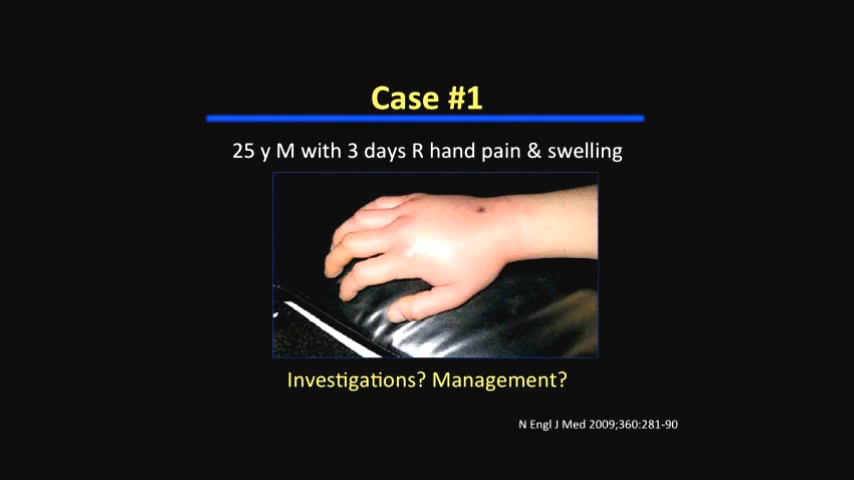 Case #1
25 y M with 3 days R hand pain & swelling
Investigations? Management?
N Engl J Med 2009;360:281-90